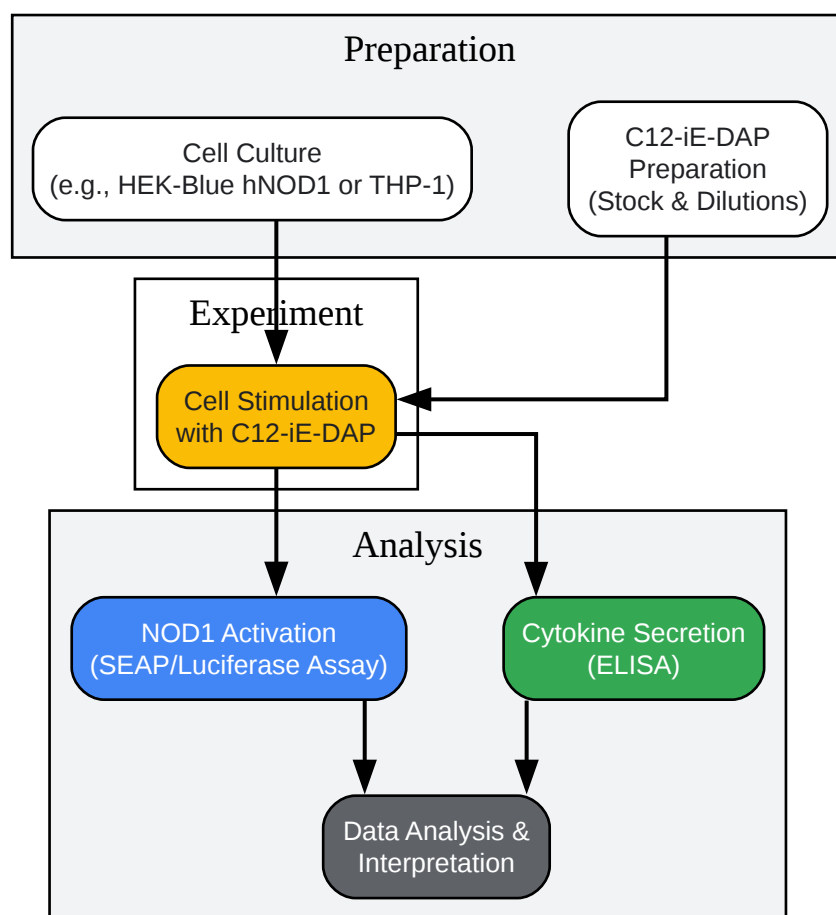 Preparation
Cell Culture
(e.g., HEK-Blue hNOD1 or THP-1)
C12-iE-DAP
Preparation
(Stock & Dilutions)
Experiment
Cell Stimulation
with C12-iE-DAP
Analysis
NOD1 Activation
(SEAP/Luciferase Assay)
Cytokine Secretion
(ELISA)
Data Analysis &
Interpretation